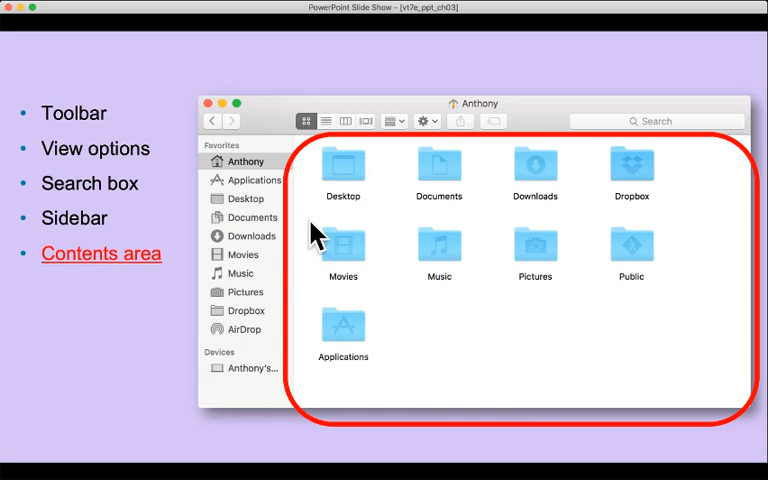 PowerPoint Slide Show - [vt7e_ppt_ch03]
• Toolbar
• View options
• Search box
• Sidebar
• Contents area
Anthony
Search
Favorites
Anthony
Applications
Desktop
Documents
Downloads
Movies
Music
Pictures
Dropbox
AirDrop
Devices
Anthony's...
Desktop Documents Downloads Dropbox
Movies Music Pictures Public
Applications